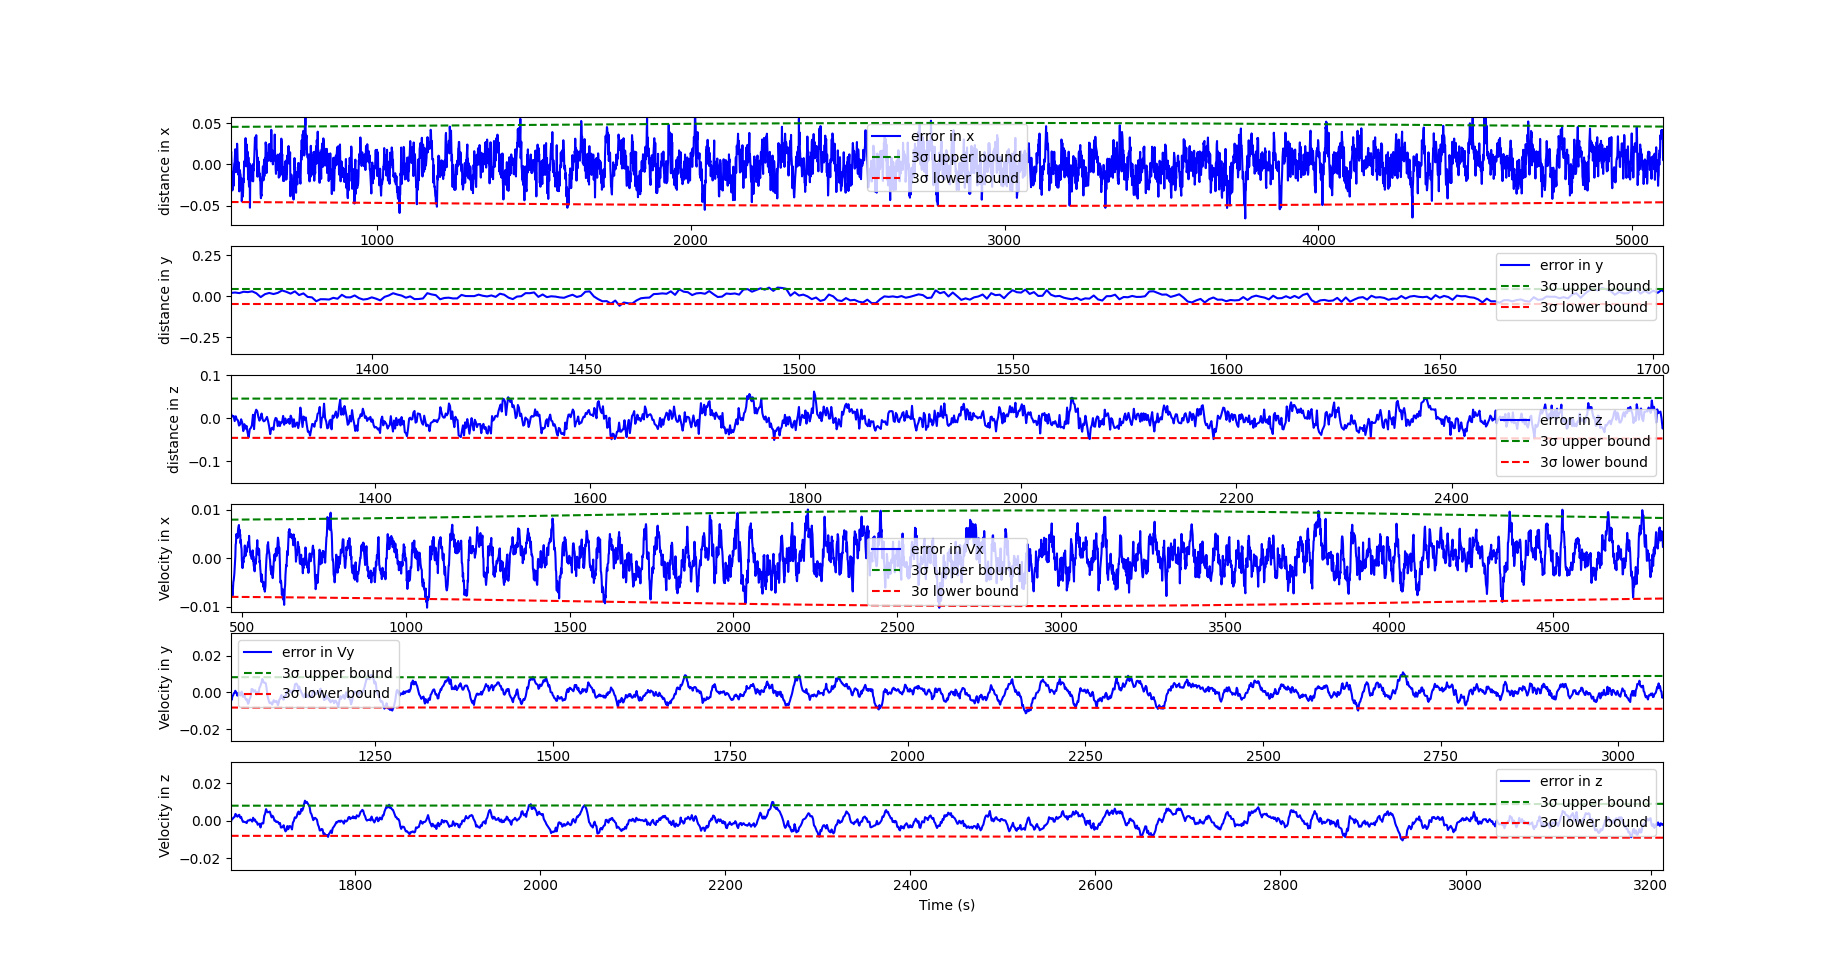 distance in x
0.05
0.00
−0.05
error in x
3σ upper bound
3σ lower bound
1000 2000 3000 4000 5000
distance in y
0.25
0.00
−0.25
error in y
3σ upper bound
3σ lower bound
1400 1450 1500 1550 1600 1650 1700
distance in z
0.1
0.0
−0.1
error in z
3σ upper bound
3σ lower bound
1400 1600 1800 2000 2200 2400
Velocity in x
0.01
0.00
−0.01
error in Vx
3σ upper bound
3σ lower bound
500 1000 1500 2000 2500 3000 3500 4000 4500
Velocity in y
0.02
0.00
−0.02
error in Vy
3σ upper bound
3σ lower bound
1250 1500 1750 2000 2250 2500 2750 3000
Velocity in z
0.02
0.00
−0.02
error in z
3σ upper bound
3σ lower bound
1800 2000 2200 2400 2600 2800 3000 3200
Time (s)